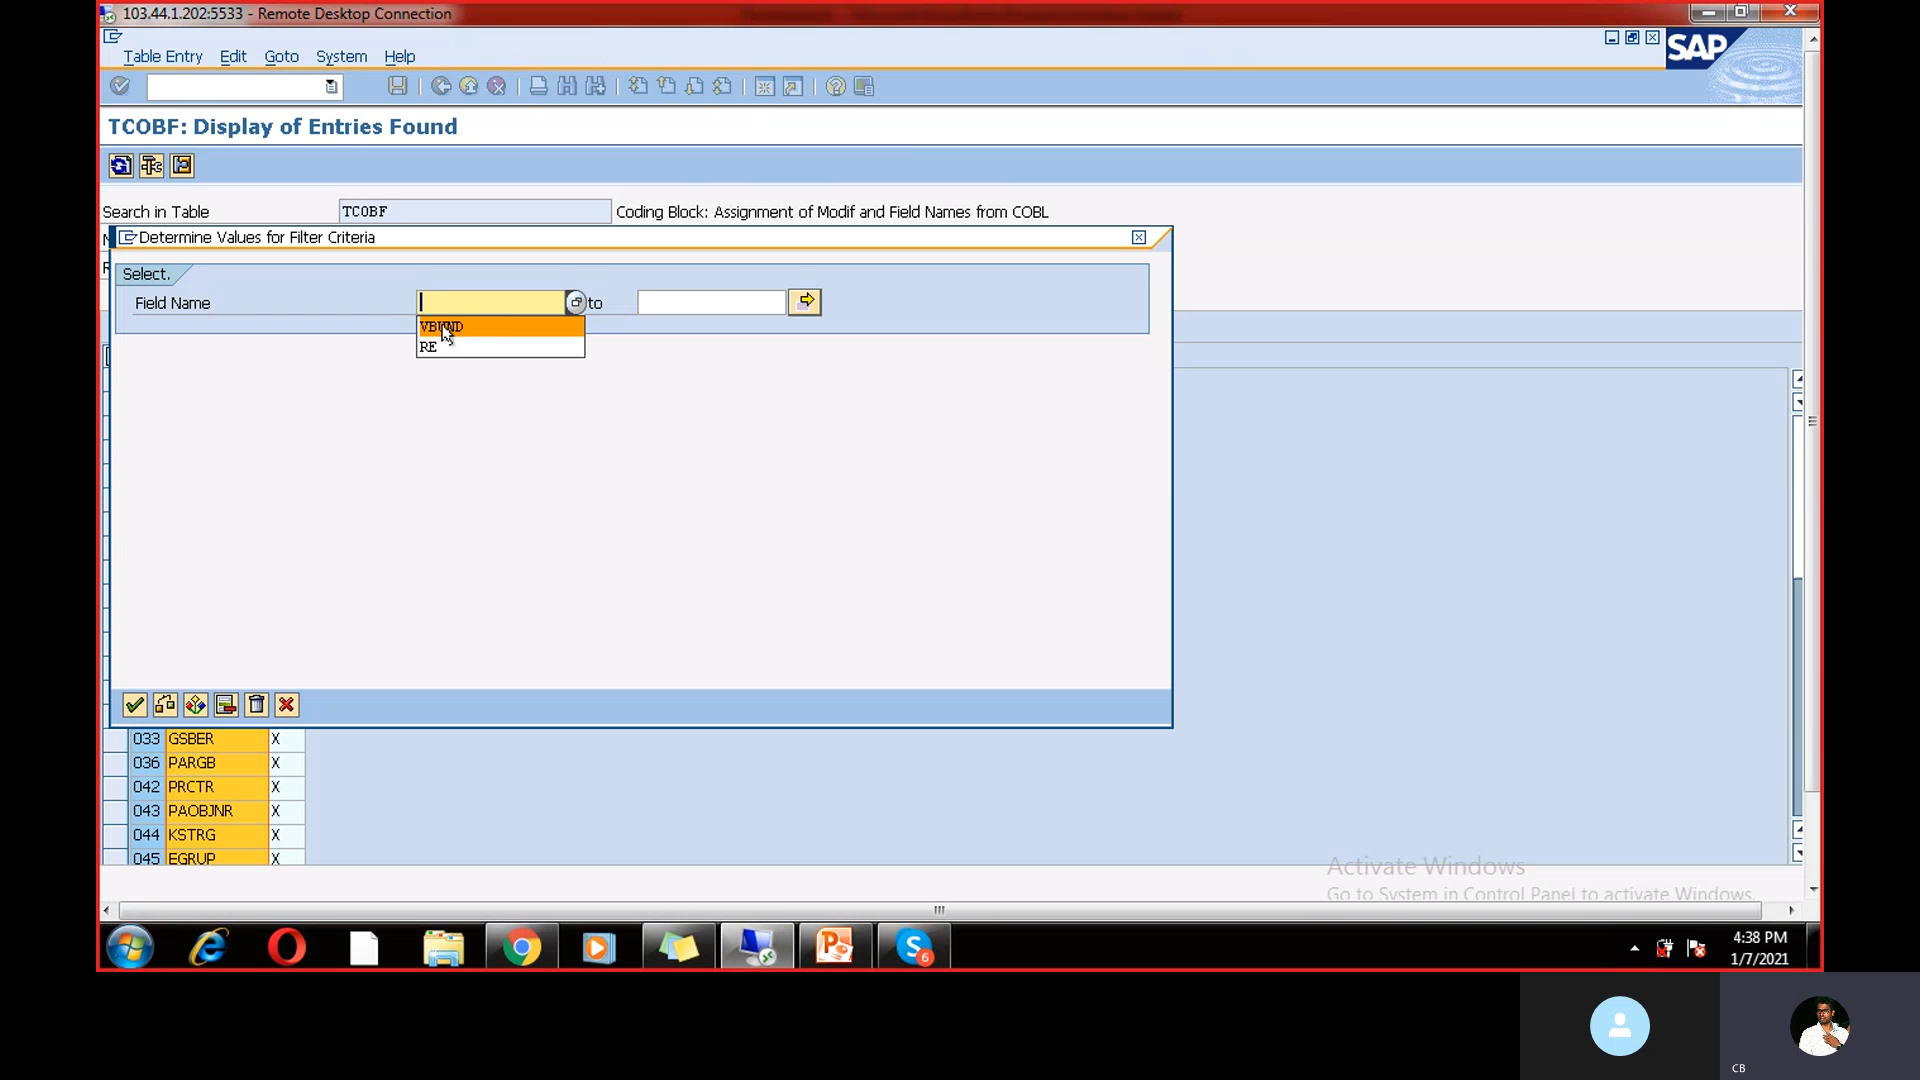 103.44.1.202:5533 - Remote Desktop Connection
Table Entry Edit Goto System Help
SAP
TCOBF: Display of Entries Found
Search in Table TCOBF Coding Block: Assignment of Modif and Field Names from COBL
Determine Values for Filter Criteria
Select.
Field Name to
VBUND
RE
033 GSBER X
036 PARGB X
042 PRCTR X
043 PAOBJNR X
044 KSTRG X
045 EGRUP X
Activate Windows
Go to System in Control Panel to activate Windows.
6
4:38 PM
1/7/2021
CB